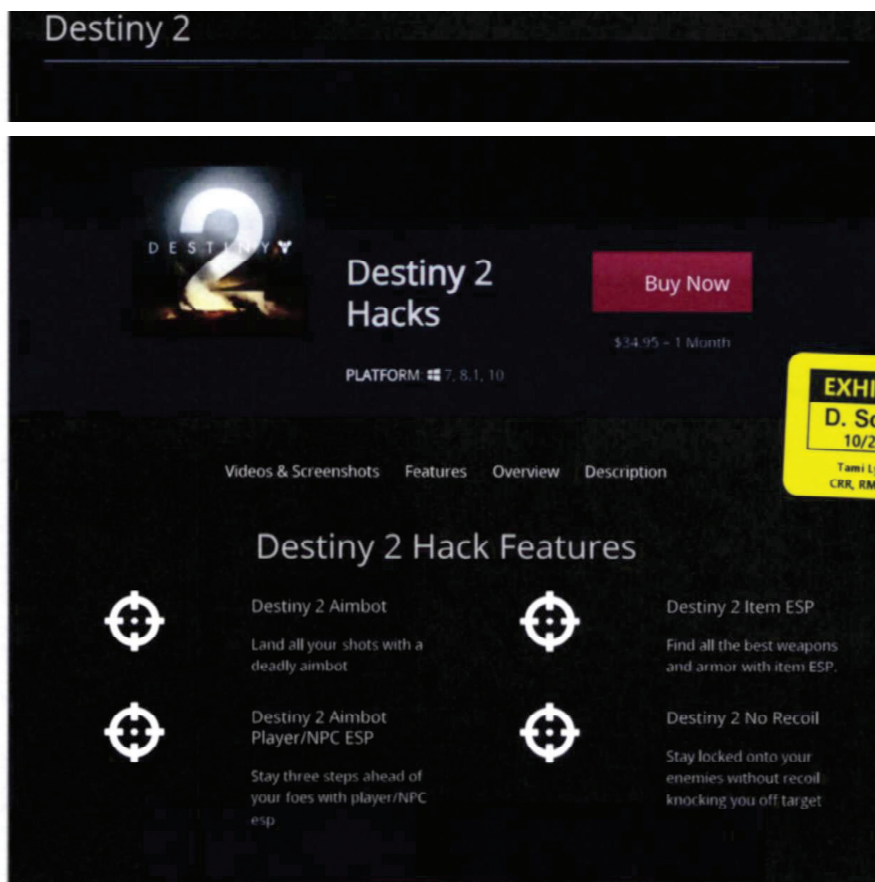 Destiny 2
DESTINY
2
Destiny 2
Hacks
Buy Now
$34.95 – 1 Month
PLATFORM: 7, 8.1, 10
EXHI
D. So
10/2
Tami L
CRR, RM
Videos & Screenshots Features Overview Description
Destiny 2 Hack Features
Destiny 2 Aimbot
Land all your shots with a
deadly aimbot
Destiny 2 Item ESP
Find all the best weapons
and armor with item ESP.
Destiny 2 Aimbot
Player/NPC ESP
Stay three steps ahead of
your foes with player/NPC
esp
Destiny 2 No Recoil
Stay locked onto your
enemies without recoil
knocking you off target